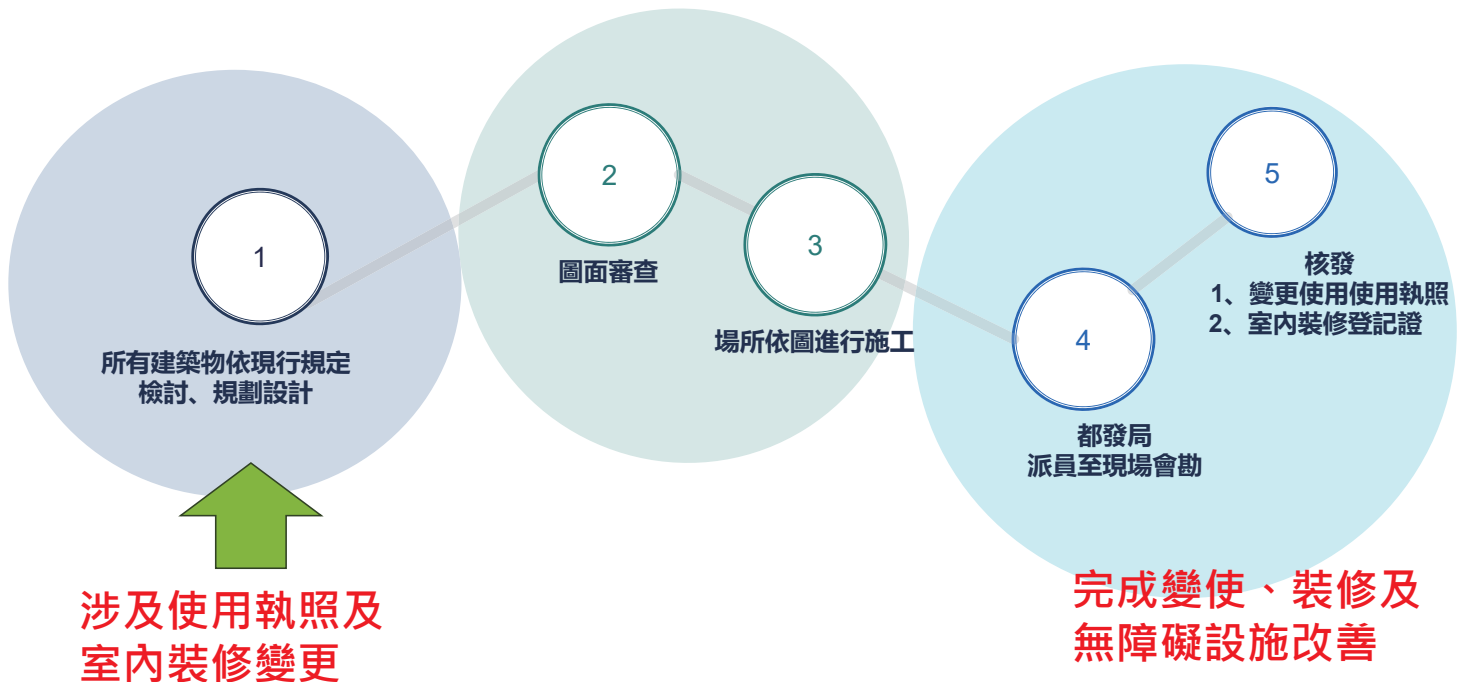 1
所有建築物依現行規定
檢討、規劃設計
涉及使用執照及
室內裝修變更
2
圖面審查
3
場所依圖進行施工
4
都發局
派員至現場會勘
5
核發
1、變更使用使用執照
2、室內裝修登記證
完成變使、裝修及
無障礙設施改善